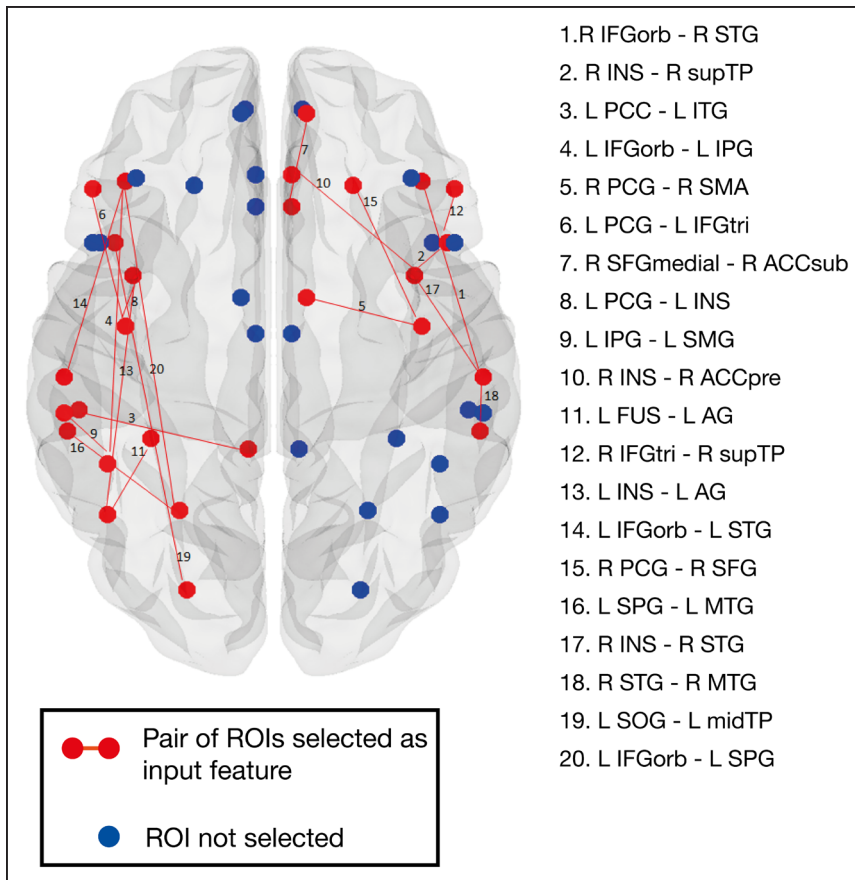 1.R IFGorb - R STG
2. R INS - R supTP
3. L PCC - L ITG
4. L IFGorb - L IPG
5. R PCG - R SMA
6. L PCG - L IFGtri
7. R SFGmedial - R ACCsub
8. L PCG - L INS
9. L IPG - L SMG
10. R INS - R ACCpre
11. L FUS - L AG
12. R IFGtri - R supTP
13. L INS - L AG
14. L IFGorb - L STG
15. R PCG - R SFG
16. L SPG - L MTG
17. R INS - R STG
18. R STG - R MTG
19. L SOG - L midTP
20. L IFGorb - L SPG
7
10
15
6
12
2
17
1
14
8
5
4
13
20
18
3
9
16
11
19
Pair of ROIs selected as
input feature
ROI not selected